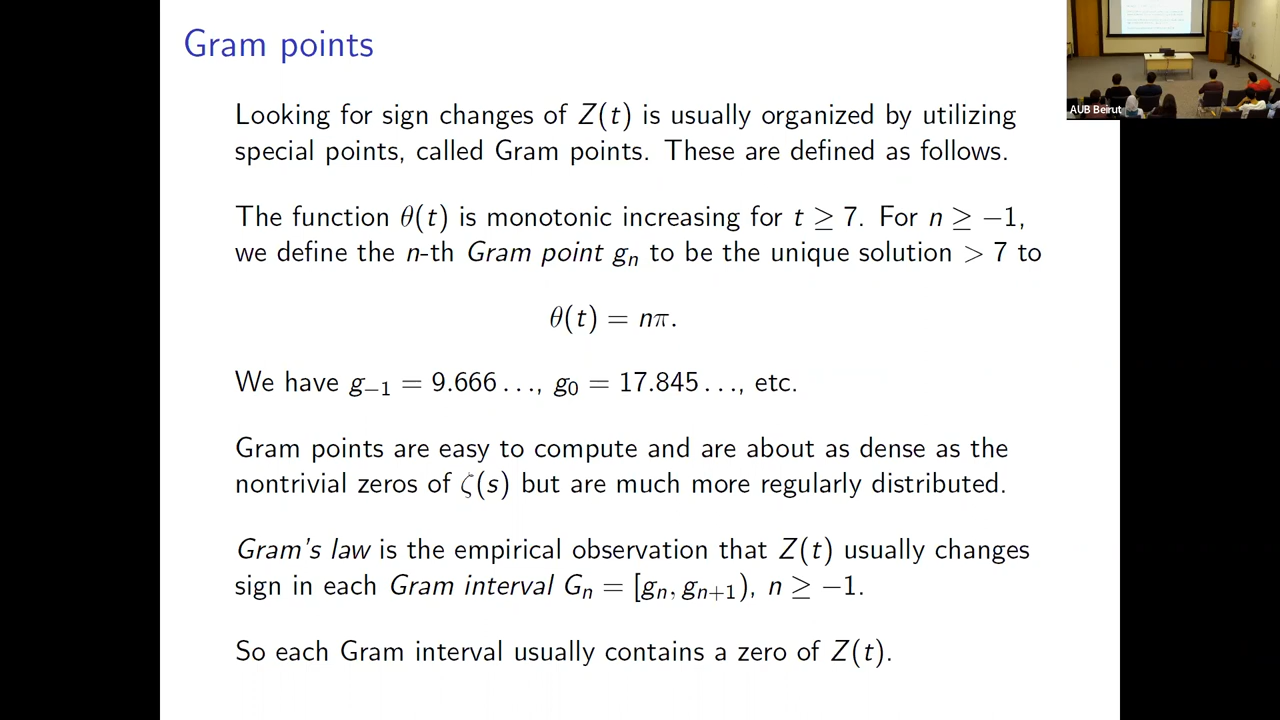 Gram points
AUB Beirut
Looking for sign changes of Z(t) is usually organized by utilizing
special points, called Gram points. These are defined as follows.
The function θ(t) is monotonic increasing for t ≥ 7. For n ≥ −1,
we define the n-th Gram point gₙ to be the unique solution > 7 to
θ(t) = nπ.
We have g₋₁ = 9.666..., g₀ = 17.845..., etc.
Gram points are easy to compute and are about as dense as the
nontrivial zeros of ζ(s) but are much more regularly distributed.
Gram's law is the empirical observation that Z(t) usually changes
sign in each Gram interval Gₙ = [gₙ, gₙ₊₁), n ≥ −1.
So each Gram interval usually contains a zero of Z(t).